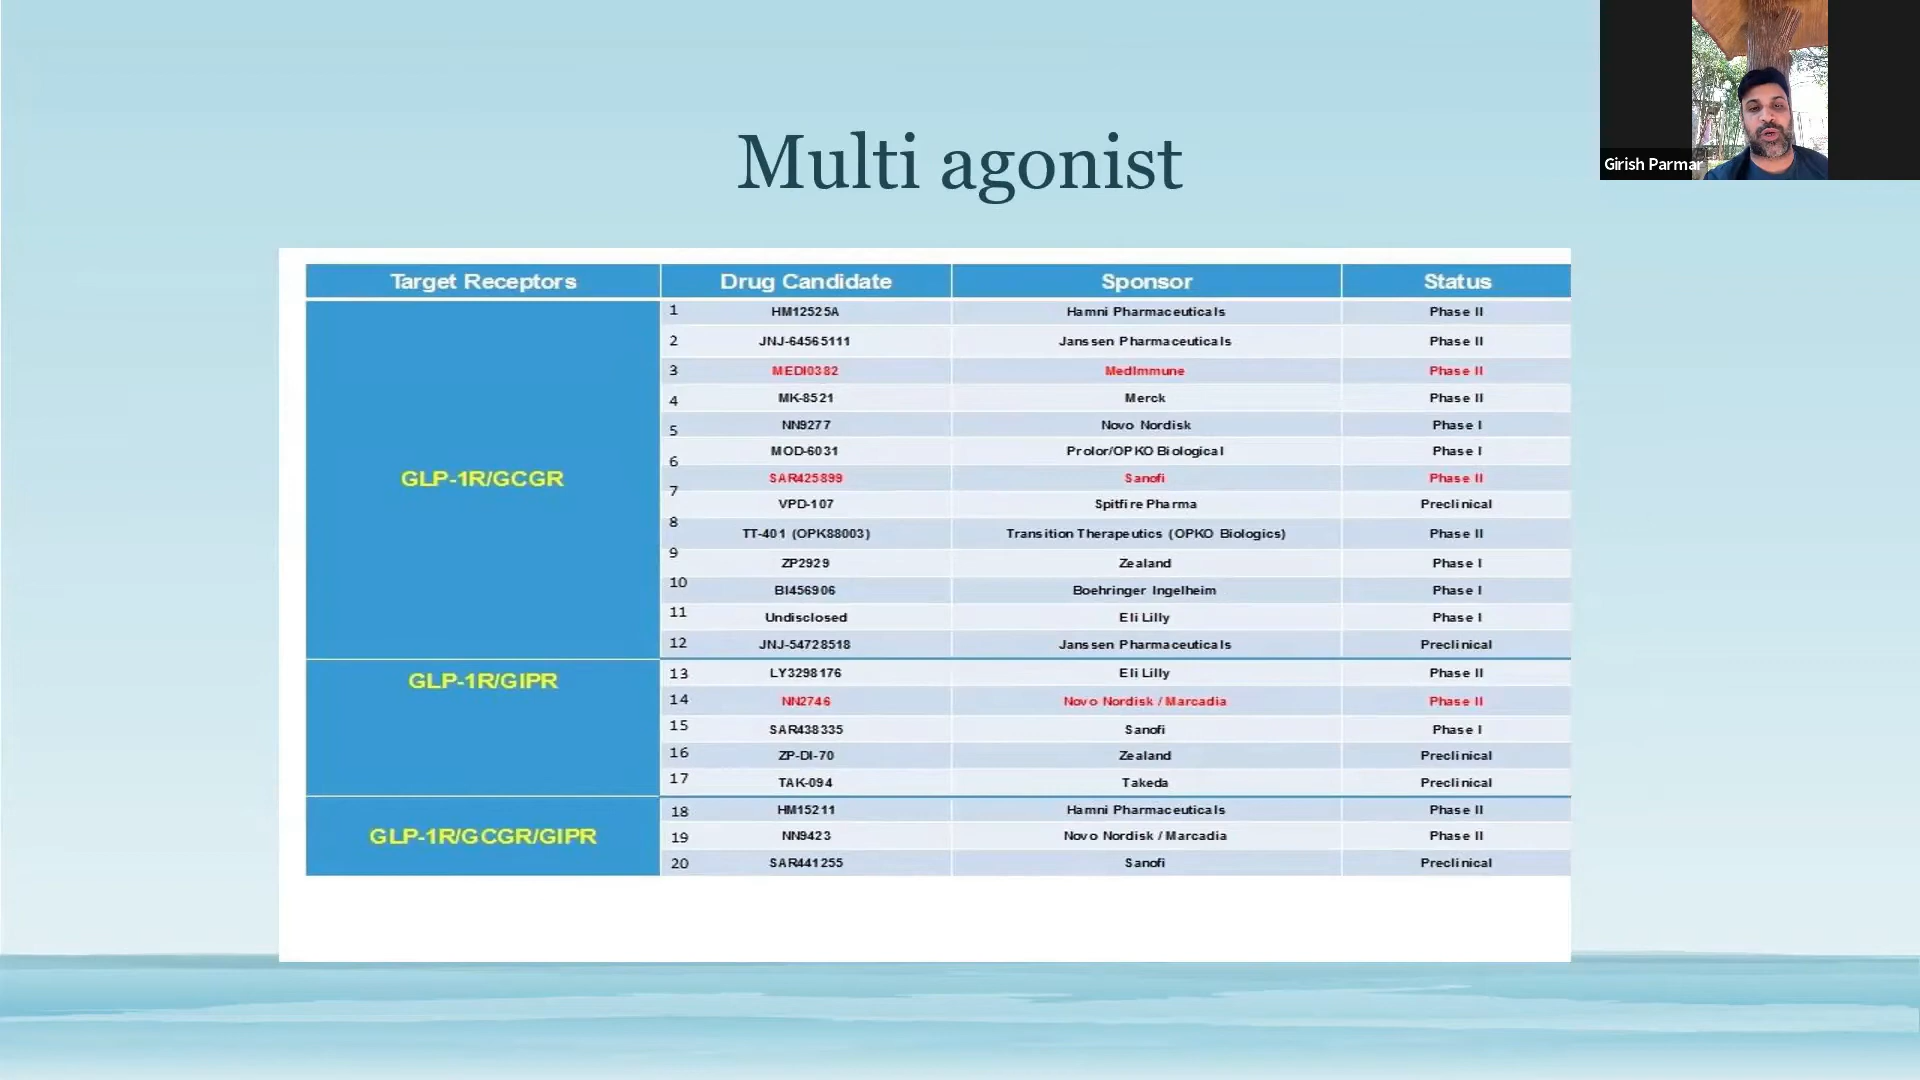 Multi agonist
Girish Parmar
Target Receptors Drug Candidate Sponsor Status
GLP-1R/GCGR
1 HM12525A Hamni Pharmaceuticals Phase II
2 JNJ-64565111 Janssen Pharmaceuticals Phase II
3 MEDI0382 MedImmune Phase II
4 MK-8521 Merck Phase II
5 NN9277 Novo Nordisk Phase I
6 MOD-6031 Prolor/OPKO Biological Phase I
7 SAR425899 Sanofi Phase II
8 VPD-107 Spitfire Pharma Preclinical
9 TT-401 (OPK88003) Transition Therapeutics (OPKO Biologics) Phase II
10 ZP2929 Zealand Phase I
11 BI456906 Boehringer Ingelheim Phase I
12 Undisclosed Eli Lilly Phase I
JNJ-54728518 Janssen Pharmaceuticals Preclinical
GLP-1R/GIPR
13 LY3298176 Eli Lilly Phase II
14 NN2746 Novo Nordisk / Marcadia Phase II
15 SAR438335 Sanofi Phase I
16 ZP-DI-70 Zealand Preclinical
17 TAK-094 Takeda Preclinical
GLP-1R/GCGR/GIPR
18 HM15211 Hamni Pharmaceuticals Phase II
19 NN9423 Novo Nordisk / Marcadia Phase II
20 SAR441255 Sanofi Preclinical